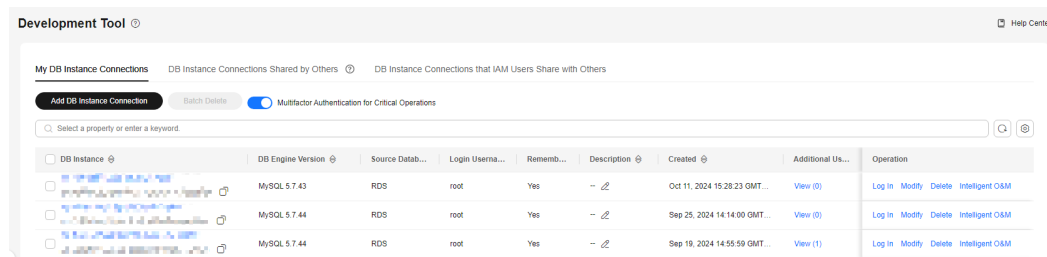 Development Tool
Help Cente
My DB Instance Connections DB Instance Connections Shared by Others DB Instance Connections that IAM Users Share with Others
Add DB Instance Connection Batch Delete Multifactor Authentication for Critical Operations
Select a property or enter a keyword.
DB Instance DB Engine Version Source Datab... Login Userna... Rememb... Description Created Additional Us... Operation
MySQL 5.7.43 RDS root Yes -- Oct 11, 2024 15:28:23 GMT... View (0) Log In Modify Delete Intelligent O&M
MySQL 5.7.44 RDS root Yes -- Sep 25, 2024 14:14:00 GMT... View (0) Log In Modify Delete Intelligent O&M
MySQL 5.7.44 RDS root Yes -- Sep 19, 2024 14:55:59 GMT... View (1) Log In Modify Delete Intelligent O&M